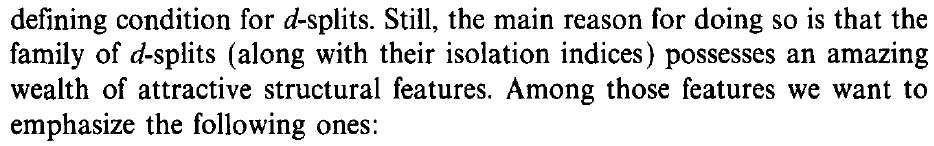 defining condition for d-splits. Still, the main reason for doing so is that the
family of d-splits (along with their isolation indices) possesses an amazing
wealth of attractive structural features. Among those features we want to
emphasize the following ones: